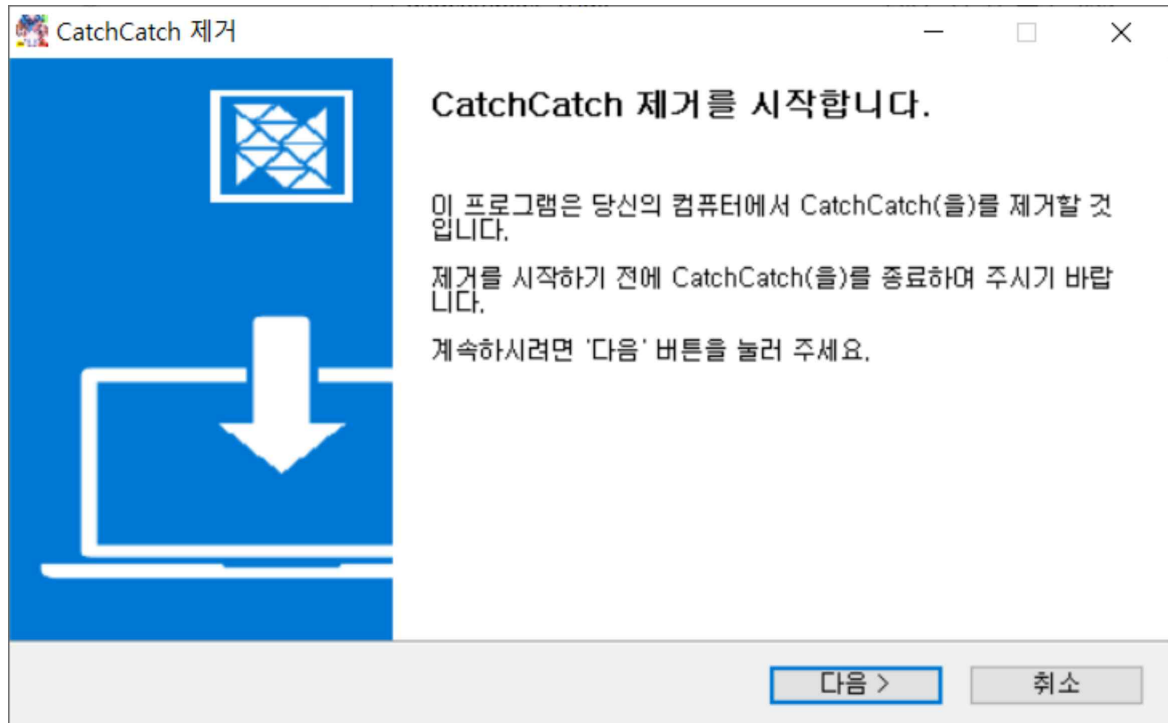 CatchCatch 제거
CatchCatch 제거를 시작합니다.
이 프로그램은 당신의 컴퓨터에서 CatchCatch(을)를 제거할 것
입니다.
제거를 시작하기 전에 CatchCatch(을)를 종료하여 주시기 바랍
니다.
계속하시려면 '다음' 버튼을 눌러 주세요.
다음 >
취소